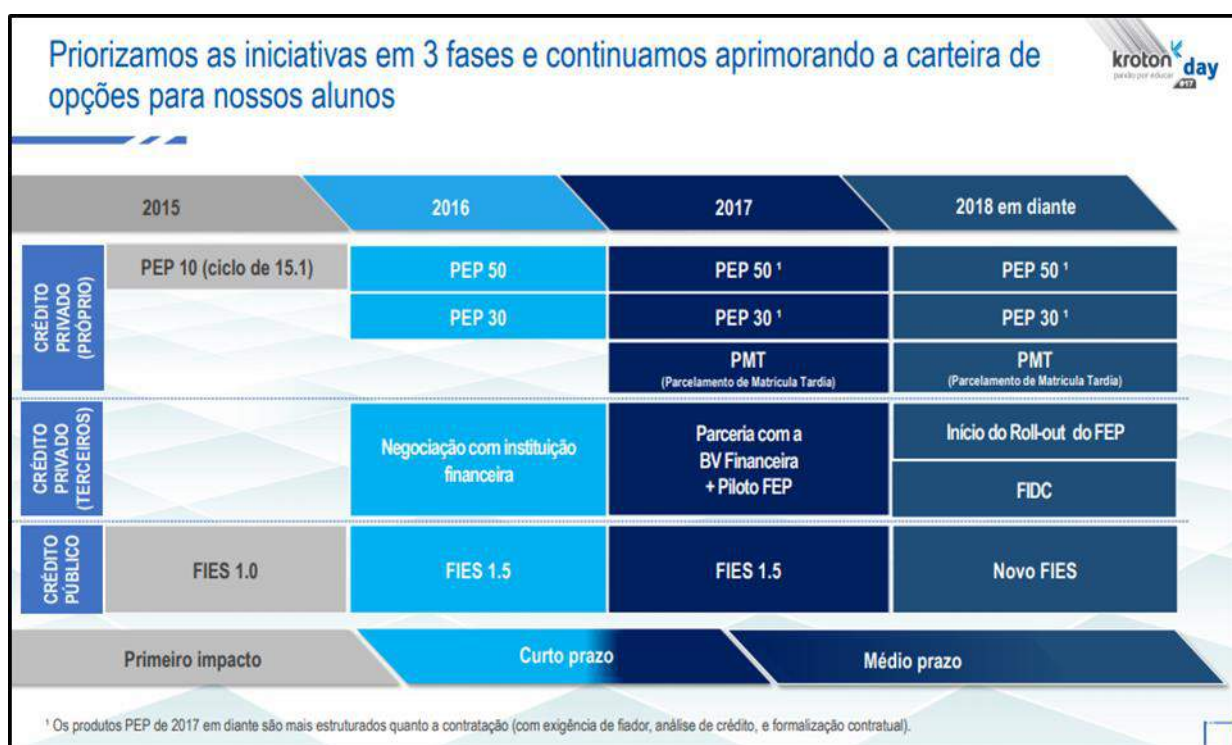 Priorizamos as iniciativas em 3 fases e continuamos aprimorando a carteira de
opções para nossos alunos
kroton
paixão por educar
day
#17
2015
2016
2017
2018 em diante
CRÉDITO
PRIVADO
(PRÓPRIO)
PEP 10 (ciclo de 15.1)
PEP 50
PEP 50 ¹
PEP 50 ¹
PEP 30
PEP 30 ¹
PEP 30 ¹
PMT
(Parcelamento de Matrícula Tardia)
PMT
(Parcelamento de Matrícula Tardia)
CRÉDITO
PRIVADO
(TERCEIROS)
Negociação com instituição
financeira
Parceria com a
BV Financeira
+ Piloto FEP
Início do Roll-out do FEP
FIDC
CRÉDITO
PÚBLICO
FIES 1.0
FIES 1.5
FIES 1.5
Novo FIES
Primeiro impacto
Curto prazo
Médio prazo
¹ Os produtos PEP de 2017 em diante são mais estruturados quanto a contratação (com exigência de fiador, análise de crédito, e formalização contratual).